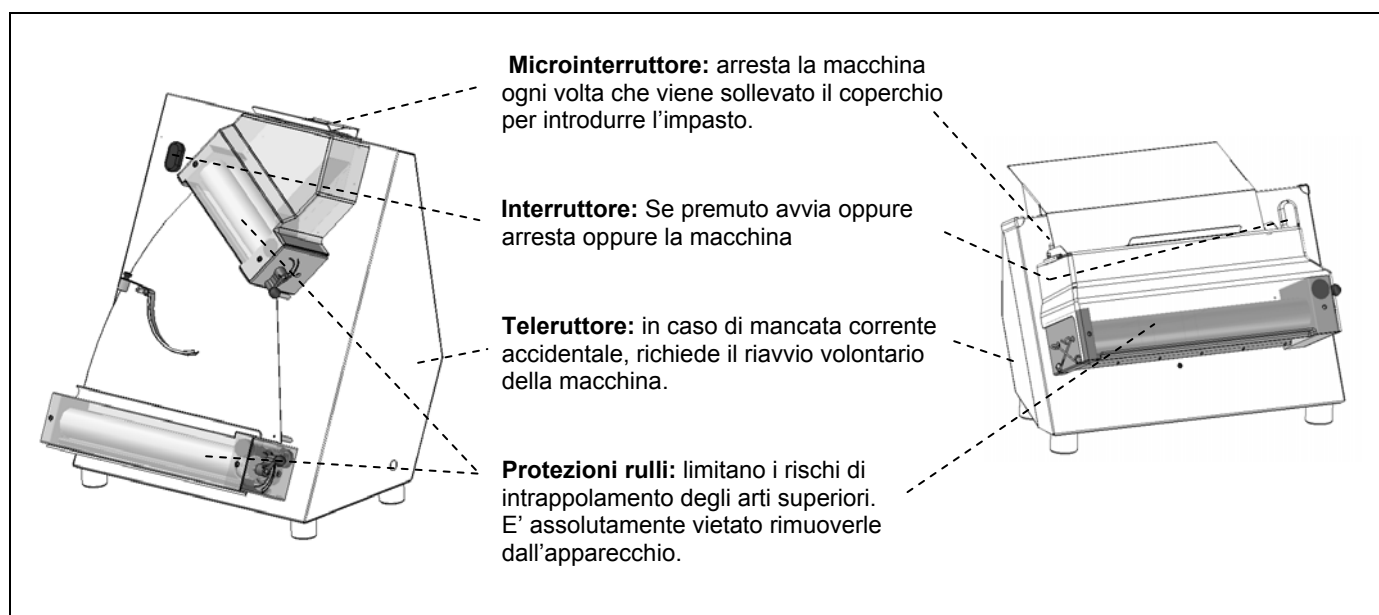 Microinterruttore: arresta la macchina
ogni volta che viene sollevato il coperchio
per introdurre l’impasto.
Interruttore: Se premuto avvia oppure
arresta oppure la macchina
Teleruttore: in caso di mancata corrente
accidentale, richiede il riavvio volontario
della macchina.
Protezioni rulli: limitano i rischi di
intrappolamento degli arti superiori.
E’ assolutamente vietato rimuoverle
dall’apparecchio.